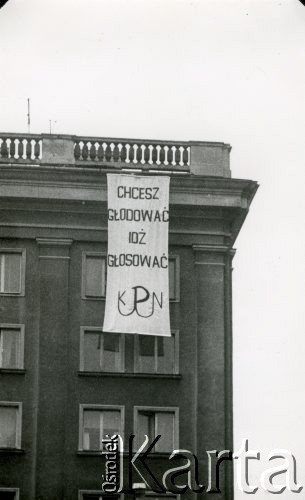 CHCESZ
GŁODOWAĆ
IDŹ
GŁOSOWAĆ
KPN
Ośrodek
Karta